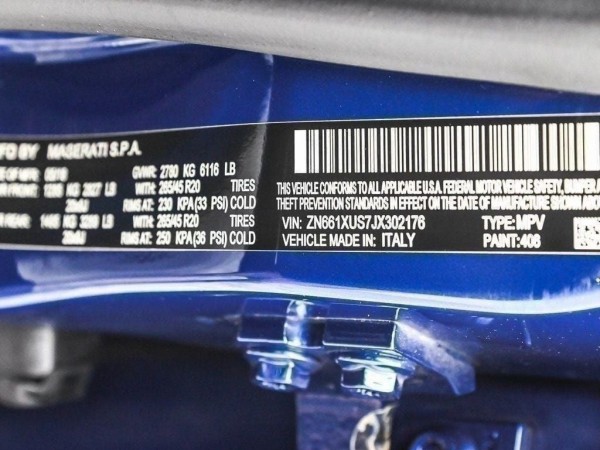 MFD BY: MASERATI S.P.A.
GVWR: 2780 KG 6116 LB
WITH: 265/45 R20 TIRES
RIMS AT: 230 KPA (33 PSI) COLD
REAR: WITH: 265/45 R20 TIRES
RIMS AT: 250 KPA (36 PSI) COLD
THIS VEHICLE CONFORMS TO ALL APPLICABLE U.S.A. FEDERAL MOTOR VEHICLE SAFETY, BUMPER A
THEFT PREVENTION STANDARDS IN EFFECT ON THE DATE OF MANUFACTURE SHOWN ABOVE
VIN: ZN661XUS7JX302176 TYPE: MPV
VEHICLE MADE IN: ITALY PAINT: 406